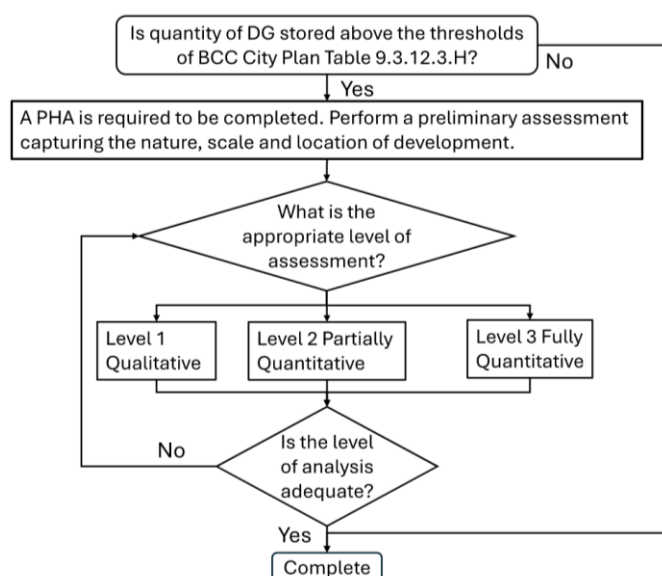 Is quantity of DG stored above the thresholds
of BCC City Plan Table 9.3.12.3.H?
No
Yes
A PHA is required to be completed. Perform a preliminary assessment
capturing the nature, scale and location of development.
What is the
appropriate level of
assessment?
Level 1
Qualitative
Level 2 Partially
Quantitative
Level 3 Fully
Quantitative
No
Is the level
of analysis
adequate?
Yes
Complete